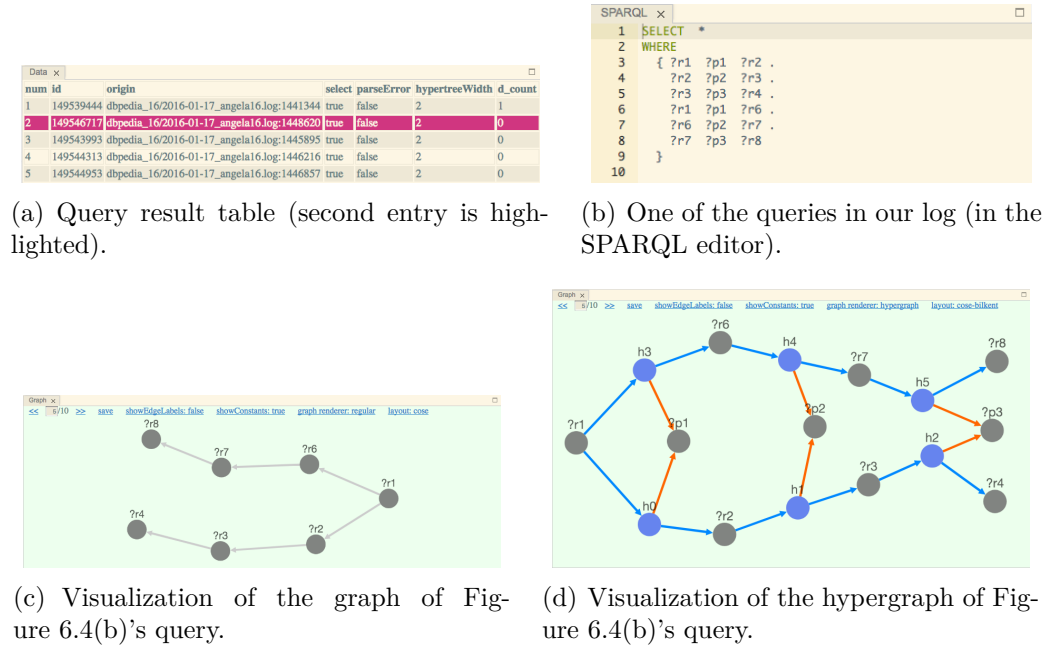 Data ×
num id origin select parseError hypertreeWidth d_count
1 149539444 dbpedia_16/2016-01-17_angela16.log:1441344 true false 2 1
2 149546717 dbpedia_16/2016-01-17_angela16.log:1448620 true false 2 0
3 149543993 dbpedia_16/2016-01-17_angela16.log:1445895 true false 2 0
4 149544313 dbpedia_16/2016-01-17_angela16.log:1446216 true false 2 0
5 149544953 dbpedia_16/2016-01-17_angela16.log:1446857 true false 2 0
(a) Query result table (second entry is high-
lighted).
SPARQL ×
1 SELECT *
2 WHERE
3 { ?r1 ?p1 ?r2 .
4 ?r2 ?p2 ?r3 .
5 ?r3 ?p3 ?r4 .
6 ?r1 ?p1 ?r6 .
7 ?r6 ?p2 ?r7 .
8 ?r7 ?p3 ?r8
9 }
10
(b) One of the queries in our log (in the
SPARQL editor).
Graph ×
<< 5/10 >> save showEdgeLabels: false showConstants: true graph renderer: regular layout: cose
?r8
?r7
?r6
?r1
?r4
?r3
?r2
(c) Visualization of the graph of Fig-
ure 6.4(b)'s query.
Graph ×
<< 5/10 >> save showEdgeLabels: false showConstants: true graph renderer: hypergraph layout: cose-bilkent
?r6
h3
h4
?r8
?r7
h5
?r1
?p1
?p2
?p3
h2
?r3
?r4
h1
h0
?r2
(d) Visualization of the hypergraph of Fig-
ure 6.4(b)'s query.